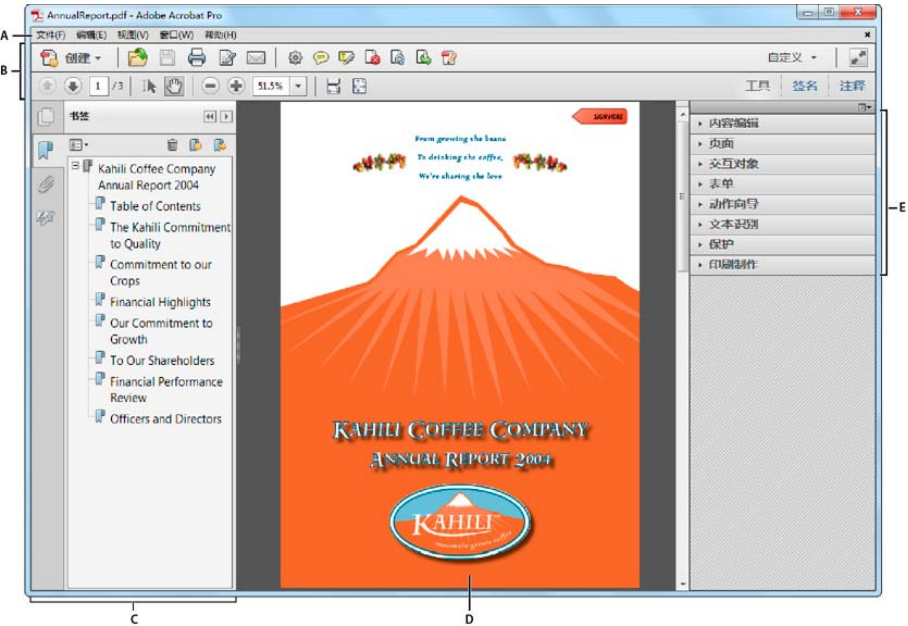 AnnualReport.pdf - Adobe Acrobat Pro
A
文件(F) 编辑(E) 视图(V) 窗口(W) 帮助(H)
B
创建
自定义
1 /3
51.5%
工具 签名 注释
书签
Kahili Coffee Company
Annual Report 2004
Table of Contents
The Kahili Commitment
to Quality
Commitment to our
Crops
Financial Highlights
Our Commitment to
Growth
To Our Shareholders
Financial Performance
Review
Officers and Directors
SIGN HERE
From growing the beans
To drinking the coffee,
We're sharing the love
KAHILI COFFEE COMPANY
ANNUAL REPORT 2004
KAHILI
mountain-grown coffee
内容编辑
页面
交互对象
表单
动作向导
文本识别
保护
印刷制作
E
C
D